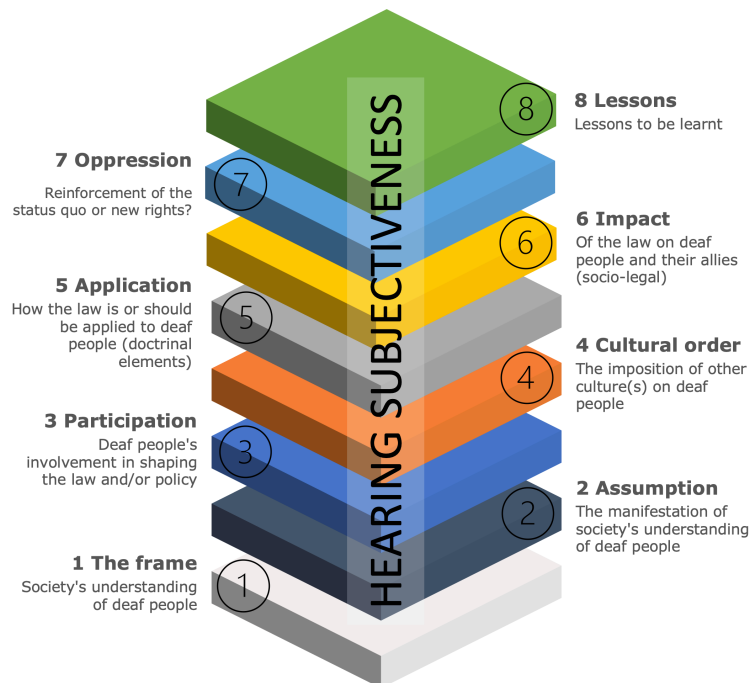 8
8 Lessons
Lessons to be learnt
7 Oppression
Reinforcement of the
status quo or new rights?
7
6
6 Impact
Of the law on deaf
people and their allies
(socio-legal)
5 Application
How the law is or should
be applied to deaf
people (doctrinal
elements)
5
4
4 Cultural order
The imposition of other
culture(s) on deaf
people
3 Participation
Deaf people's
involvement in shaping
the law and/or policy
3
2
2 Assumption
The manifestation of
society's understanding
of deaf people
1 The frame
Society's understanding
of deaf people
1
HEARING SUBJECTIVENESS